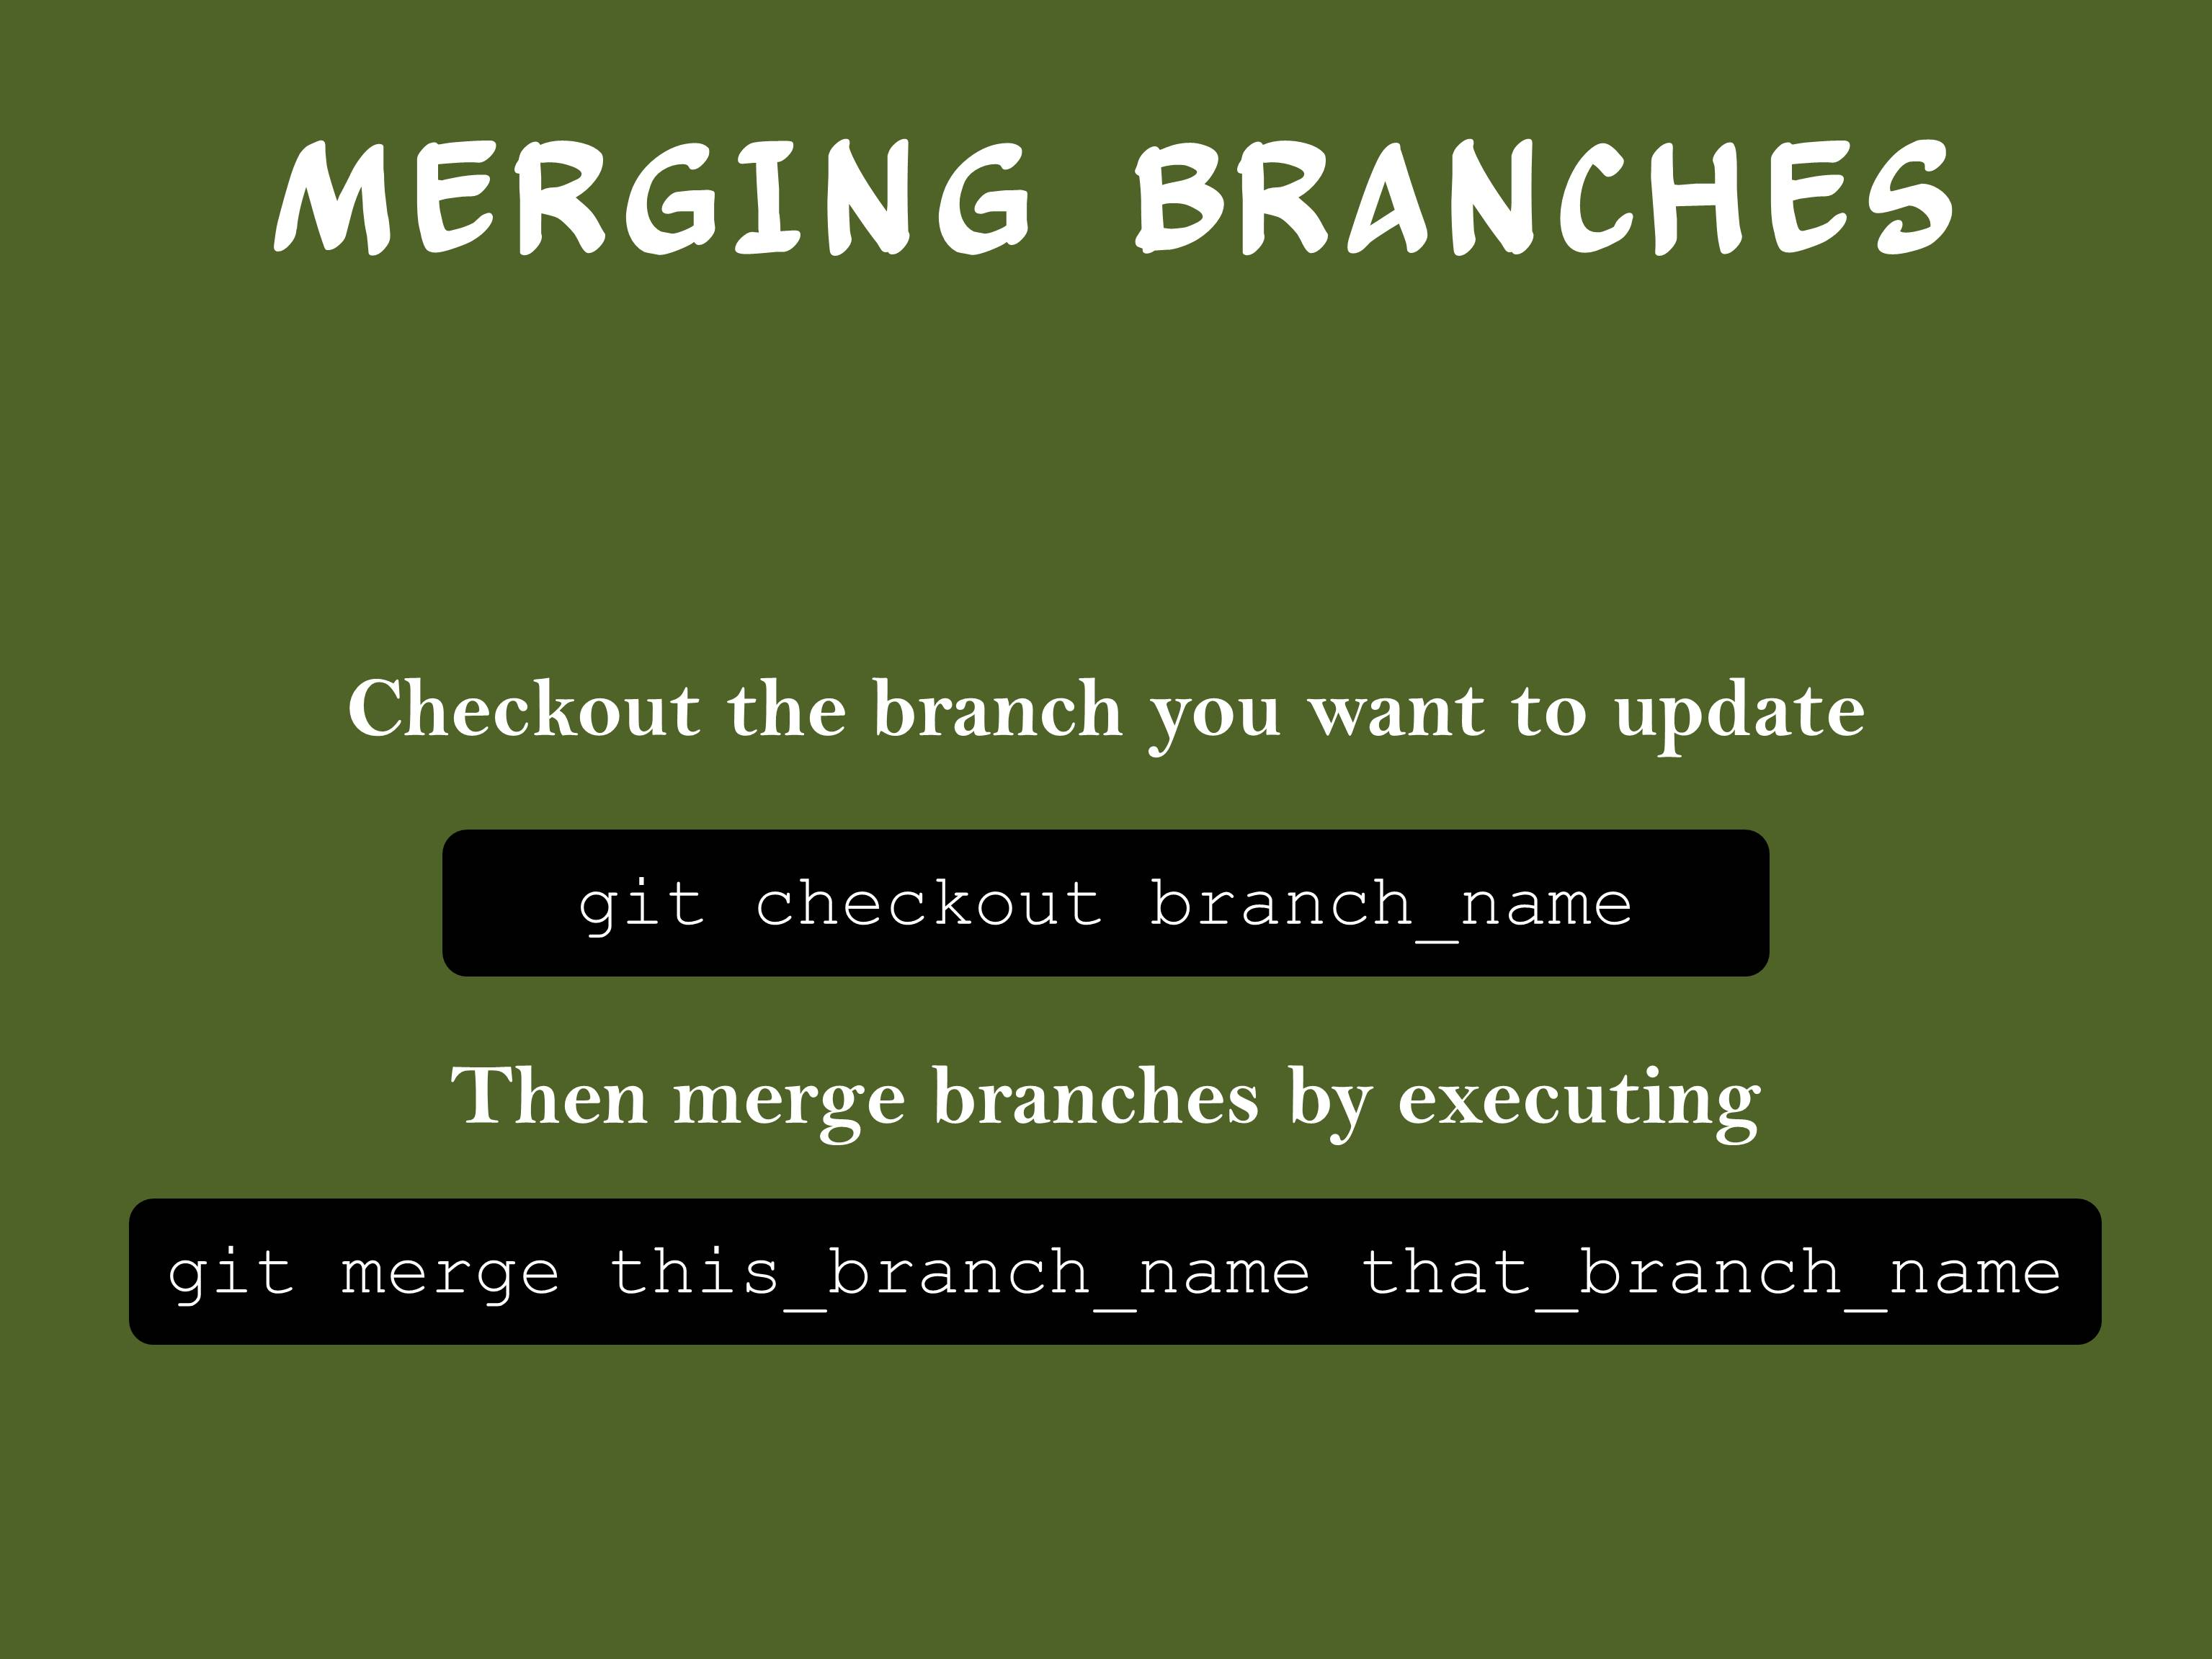 MERGING BRANCHES
Checkout the branch you want to update
git checkout branch_name
Then merge branches by executing
git merge this_branch_name that_branch_name